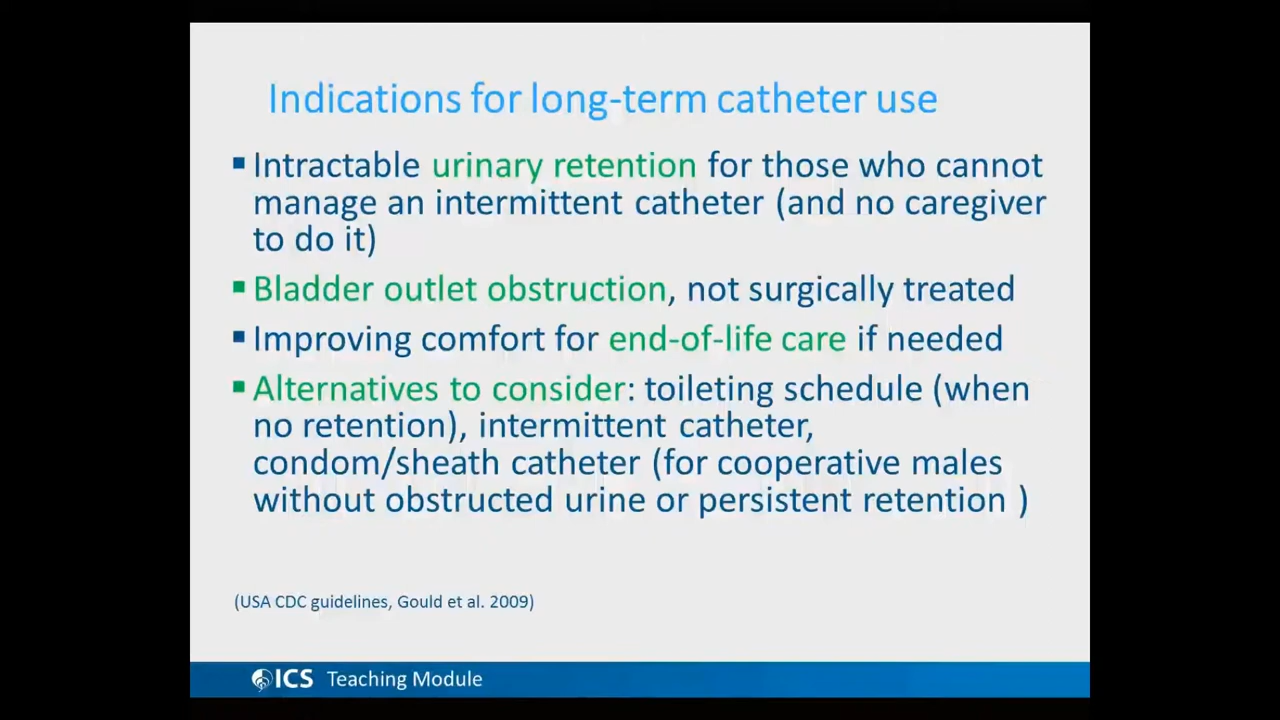 Indications for long-term catheter use
Intractable urinary retention for those who cannot
manage an intermittent catheter (and no caregiver
to do it)
Bladder outlet obstruction, not surgically treated
Improving comfort for end-of-life care if needed
Alternatives to consider: toileting schedule (when
no retention), intermittent catheter,
condom/sheath catheter (for cooperative males
without obstructed urine or persistent retention )
(USA CDC guidelines, Gould et al. 2009)
ICS Teaching Module